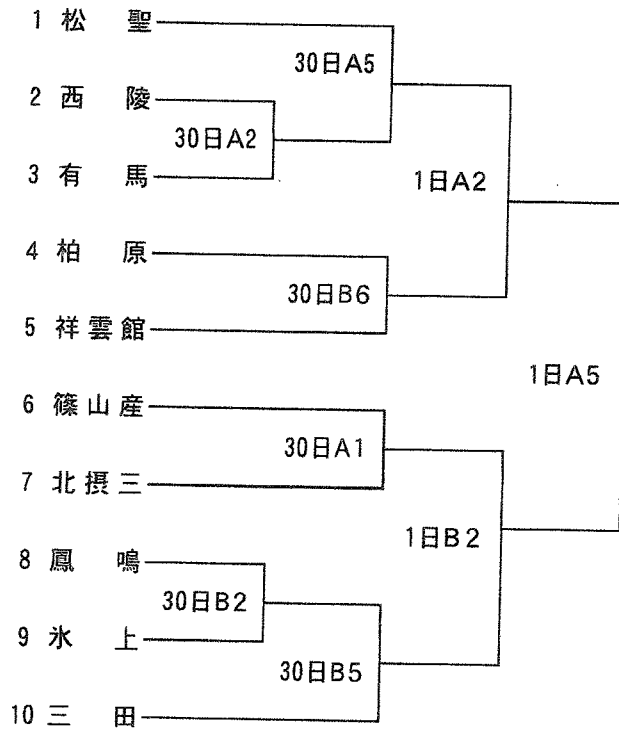 1 松 聖
30日A5
2 西 陵
30日A2
3 有 馬
1日A2
4 柏 原
30日B6
5 祥雲館
1日A5
6 篠山産
30日A1
7 北摂三
1日B2
8 鳳 鳴
30日B2
9 氷 上
30日B5
10 三 田